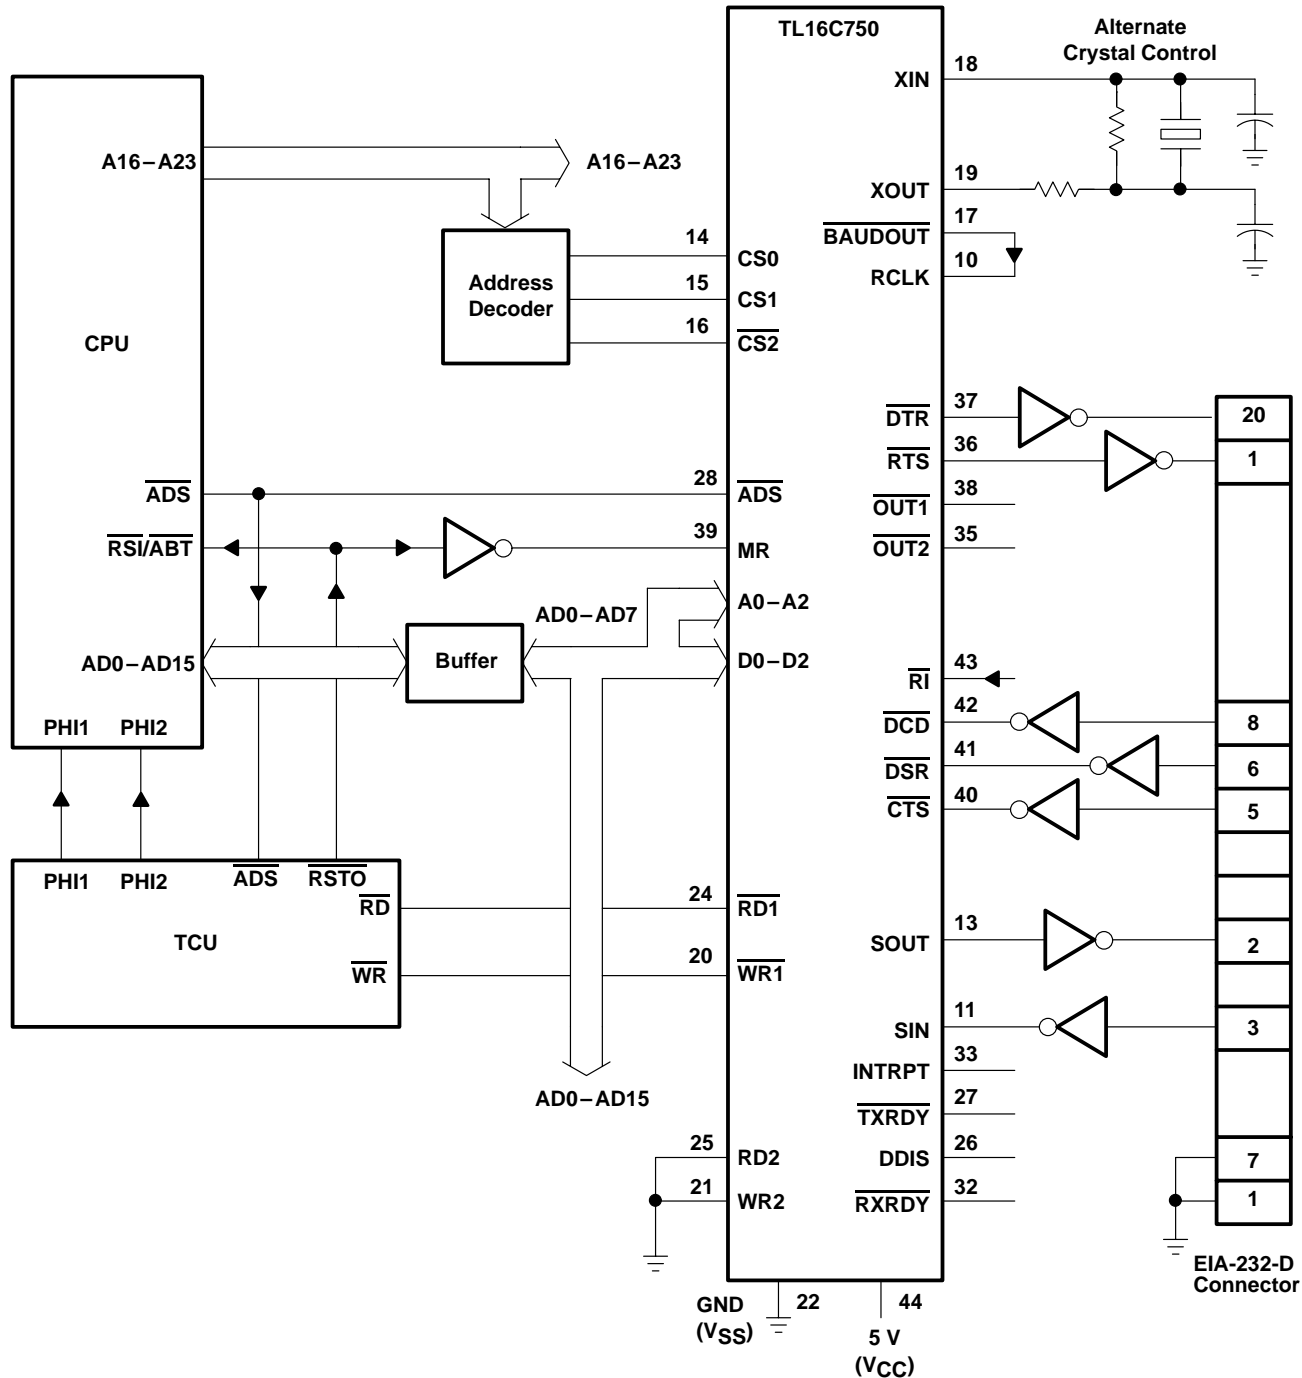 TL16C750
Alternate
Crystal Control
XIN
18
A16–A23
A16–A23
XOUT
19
BAUDOUT
17
RCLK
10
14
CS0
Address
Decoder
15
CS1
16
CS2
CPU
DTR
37
20
RTS
36
1
ADS
28
ADS
OUT1
38
RSI/ABT
39
MR
OUT2
35
AD0–AD7
A0–A2
AD0–AD15
Buffer
D0–D2
RI
43
DCD
42
8
DSR
41
6
CTS
40
5
PHI1
PHI2
PHI1
PHI2
ADS
RSTO
RD
24
RD1
TCU
SOUT
13
2
WR
20
WR1
SIN
11
3
INTRPT
33
AD0–AD15
TXRDY
27
25
RD2
DDIS
26
7
21
WR2
RXRDY
32
1
EIA-232-D
Connector
GND
(VSS)
22
44
5 V
(VCC)